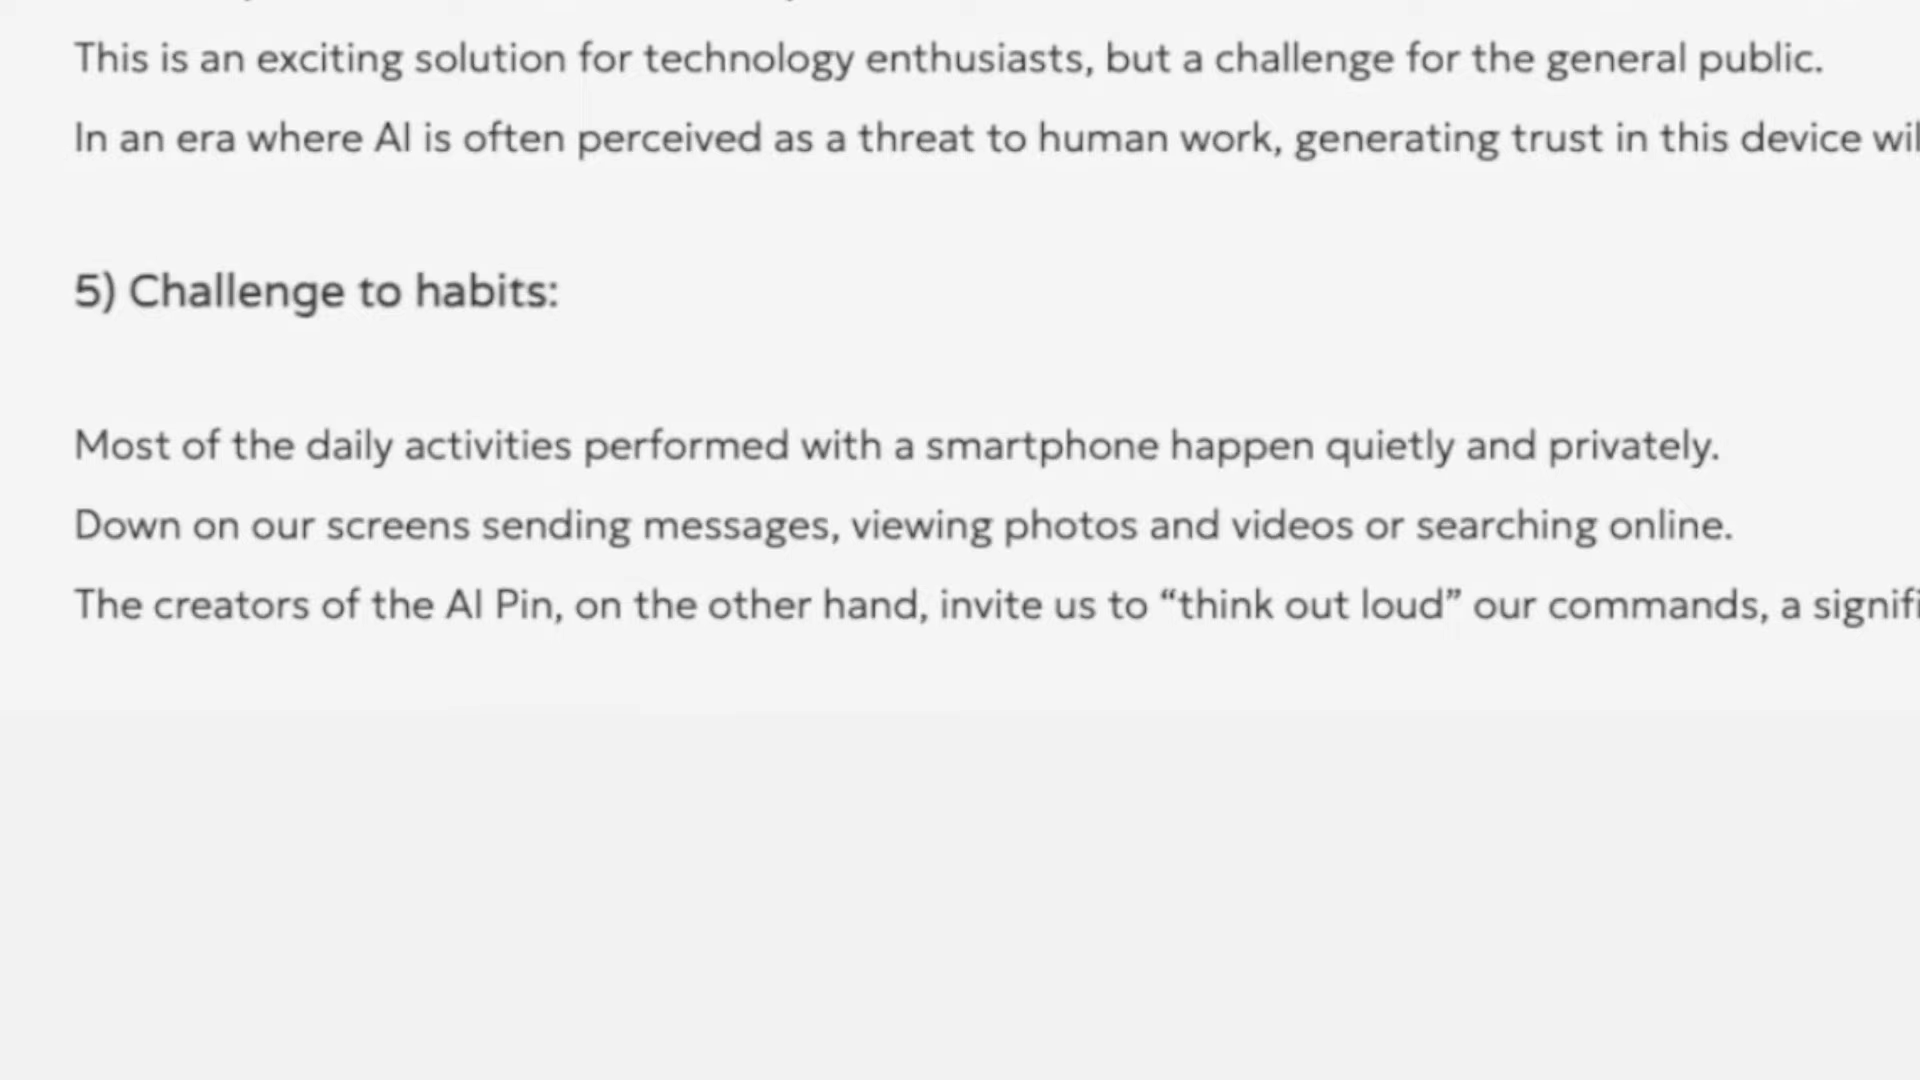 This is an exciting solution for technology enthusiasts, but a challenge for the general public.
In an era where AI is often perceived as a threat to human work, generating trust in this device
5) Challenge to habits:
Most of the daily activities performed with a smartphone happen quietly and privately.
Down on our screens sending messages, viewing photos and videos or searching online.
The creators of the AI Pin, on the other hand, invite us to “think out loud” our commands, a